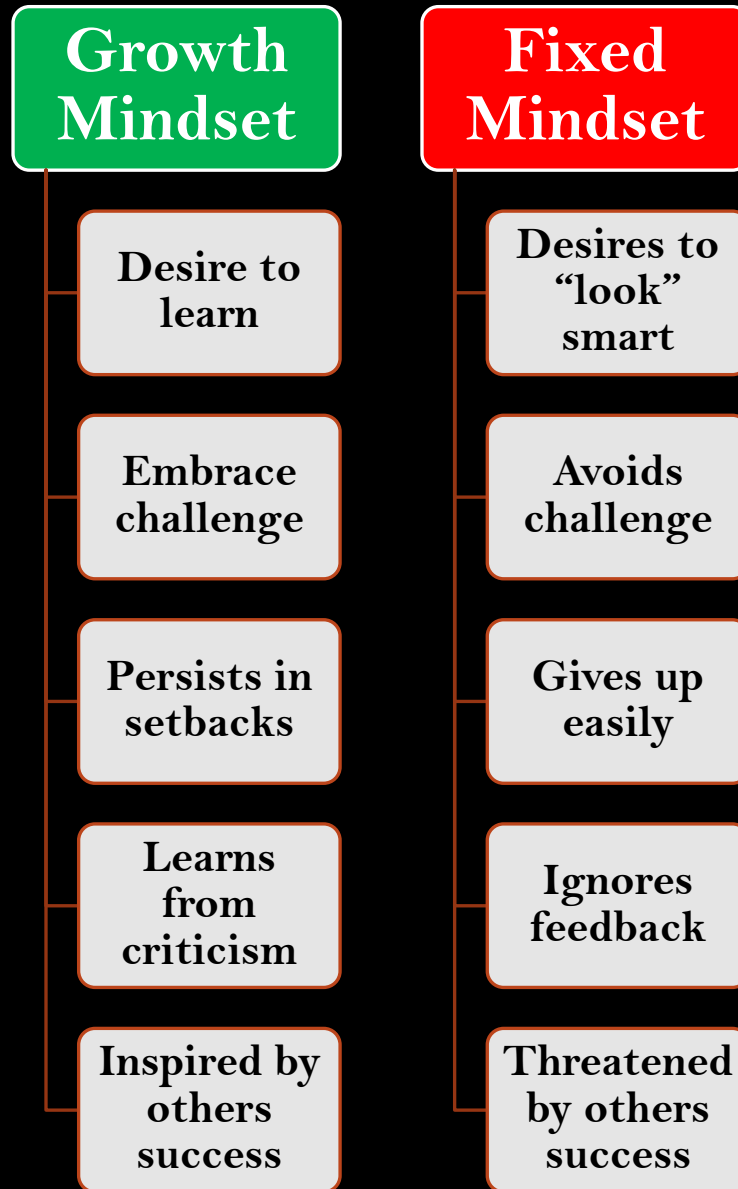 Growth
Mindset
Desire to
learn
Embrace
challenge
Persists in
setbacks
Learns
from
criticism
Inspired by
others
success
Fixed
Mindset
Desires to
“look”
smart
Avoids
challenge
Gives up
easily
Ignores
feedback
Threatened
by others
success